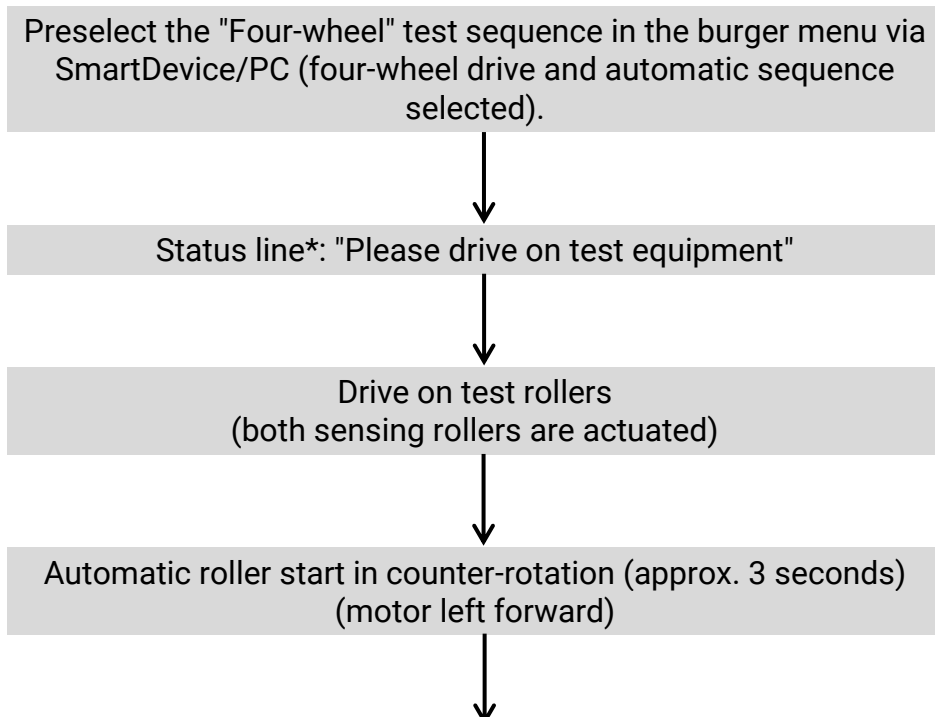 Preselect the "Four-wheel" test sequence in the burger menu via
SmartDevice/PC (four-wheel drive and automatic sequence
selected).
Status line*: "Please drive on test equipment"
Drive on test rollers
(both sensing rollers are actuated)
Automatic roller start in counter-rotation (approx. 3 seconds)
(motor left forward)